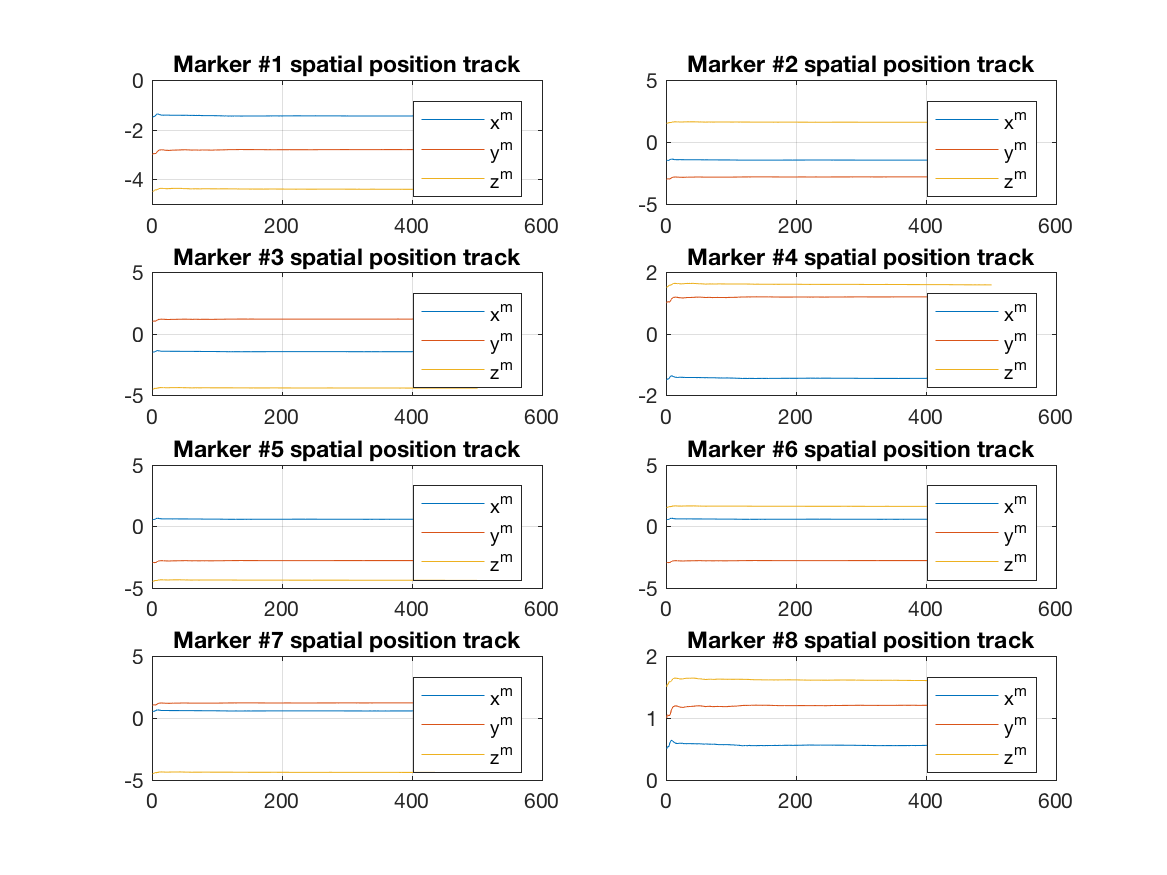 Marker #1 spatial position track
0
-2
-4
0 200 400 600
x^m
y^m
z^m
Marker #2 spatial position track
5
0
-5
0 200 400 600
x^m
y^m
z^m
Marker #3 spatial position track
5
0
-5
0 200 400 600
x^m
y^m
z^m
Marker #4 spatial position track
2
0
-2
0 200 400 600
x^m
y^m
z^m
Marker #5 spatial position track
5
0
-5
0 200 400 600
x^m
y^m
z^m
Marker #6 spatial position track
5
0
-5
0 200 400 600
x^m
y^m
z^m
Marker #7 spatial position track
5
0
-5
0 200 400 600
x^m
y^m
z^m
Marker #8 spatial position track
2
1
0
0 200 400 600
x^m
y^m
z^m